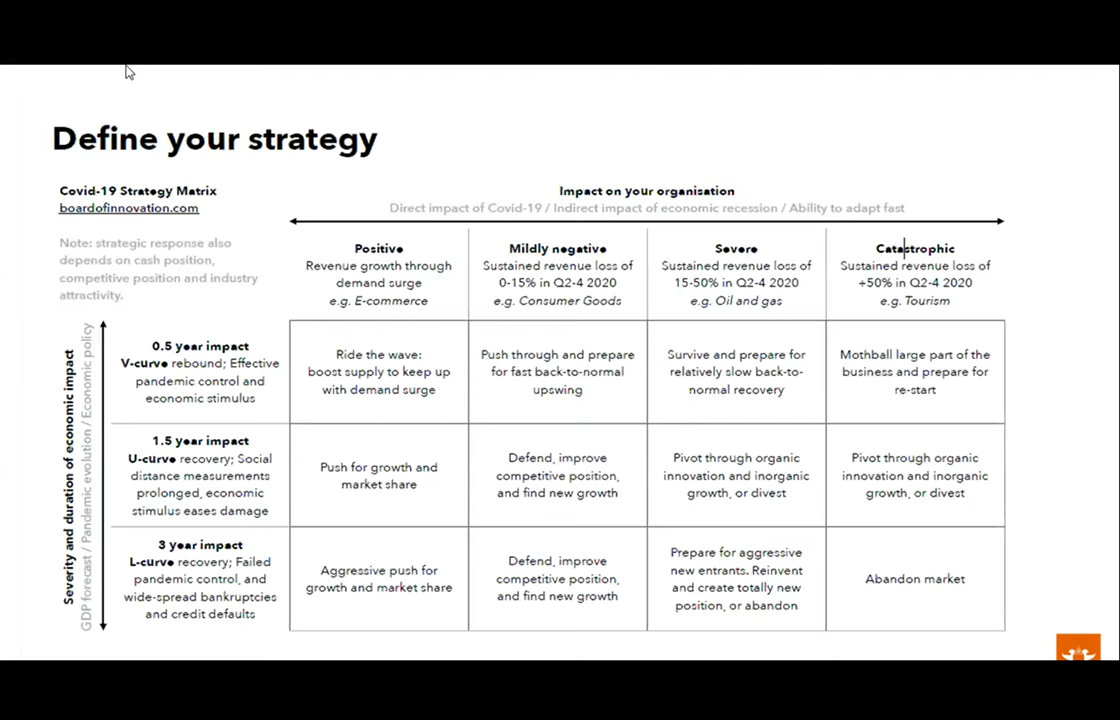 Define your strategy
Covid-19 Strategy Matrix
boardofinnovation.com
Note: strategic response also
depends on cash position,
competitive position and industry
attractivity.
Impact on your organisation
Direct impact of Covid-19 / Indirect impact of economic recession / Ability to adapt fast
Positive
Revenue growth through
demand surge
e.g. E-commerce
Mildly negative
Sustained revenue loss of
0-15% in Q2-4 2020
e.g. Consumer Goods
Severe
Sustained revenue loss of
15-50% in Q2-4 2020
e.g. Oil and gas
Catastrophic
Sustained revenue loss of
+50% in Q2-4 2020
e.g. Tourism
Severity and duration of economic impact
GDP forecast / Pandemic evolution / Economic policy
0.5 year impact
V-curve rebound; Effective
pandemic control and
economic stimulus
Ride the wave:
boost supply to keep up
with demand surge
Push through and prepare
for fast back-to-normal
upswing
Survive and prepare for
relatively slow back-to-
normal recovery
Mothball large part of the
business and prepare for
re-start
1.5 year impact
U-curve recovery; Social
distance measurements
prolonged, economic
stimulus eases damage
Push for growth and
market share
Defend, improve
competitive position,
and find new growth
Pivot through organic
innovation and inorganic
growth, or divest
Pivot through organic
innovation and inorganic
growth, or divest
3 year impact
L-curve recovery; Failed
pandemic control, and
wide-spread bankruptcies
and credit defaults
Aggressive push for
growth and market share
Defend, improve
competitive position,
and find new growth
Prepare for aggressive
new entrants. Reinvent
and create totally new
position, or abandon
Abandon market